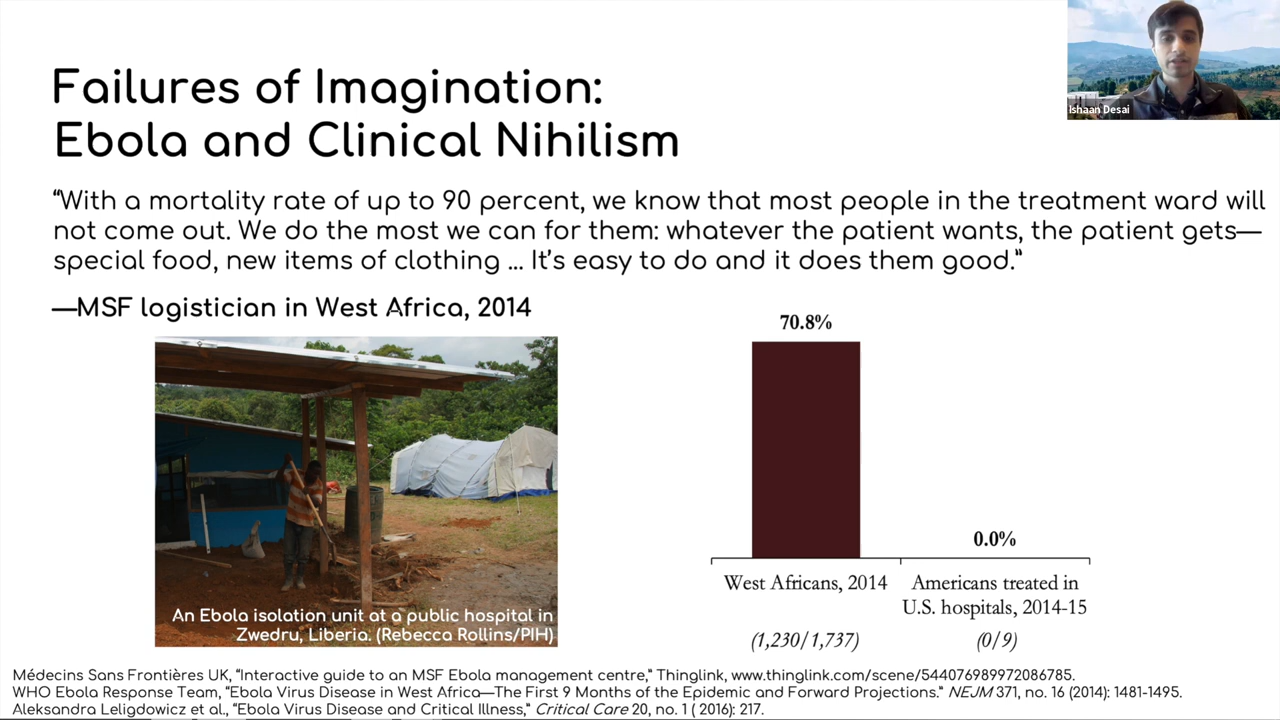 Failures of Imagination:
Ebola and Clinical Nihilism
Ishaan Desai
“With a mortality rate of up to 90 percent, we know that most people in the treatment ward will
not come out. We do the most we can for them: whatever the patient wants, the patient gets—
special food, new items of clothing ... It’s easy to do and it does them good.”
—MSF logistician in West Africa, 2014
An Ebola isolation unit at a public hospital in
Zwedru, Liberia. (Rebecca Rollins/PIH)
70.8%
0.0%
West Africans, 2014
(1,230/1,737)
Americans treated in
U.S. hospitals, 2014-15
(0/9)
Médecins Sans Frontières UK, “Interactive guide to an MSF Ebola management centre,” Thinglink, www.thinglink.com/scene/544076989972086785.
WHO Ebola Response Team, “Ebola Virus Disease in West Africa—The First 9 Months of the Epidemic and Forward Projections.” NEJM 371, no. 16 (2014): 1481-1495.
Aleksandra Leligdowicz et al., “Ebola Virus Disease and Critical Illness,” Critical Care 20, no. 1 ( 2016): 217.